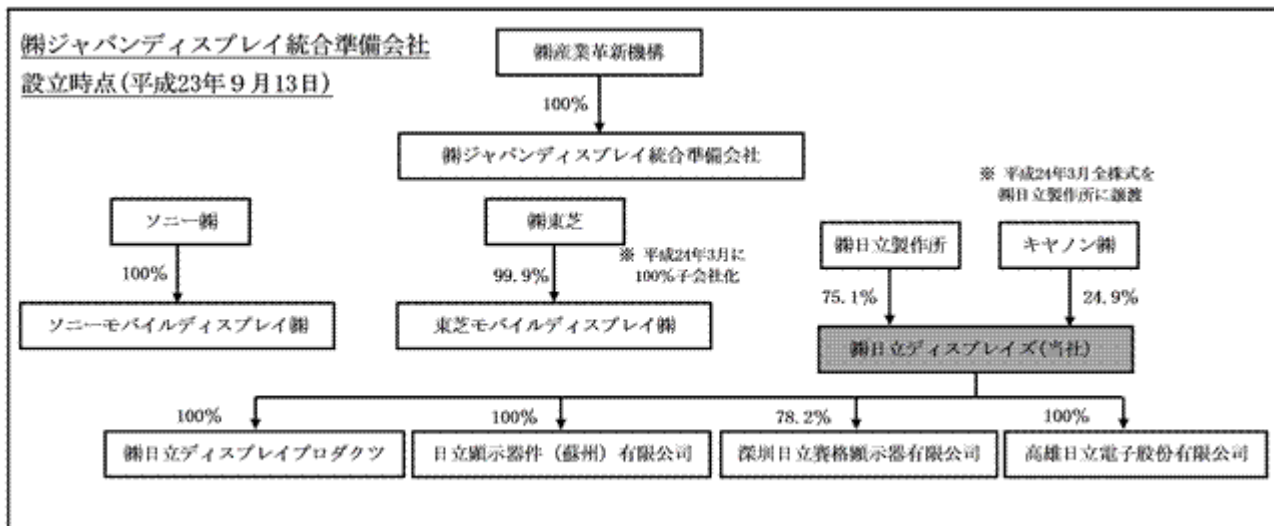 ㈱ジャパンディスプレイ統合準備会社
設立時点(平成23年9月13日)
㈱産業革新機構
100%
㈱ジャパンディスプレイ統合準備会社
※ 平成24年3月全株式を
㈱日立製作所に譲渡
ソニー㈱
㈱東芝
㈱日立製作所
キヤノン㈱
100%
99.9%
※ 平成24年3月に
100%子会社化
75.1%
24.9%
ソニーモバイルディスプレイ㈱
東芝モバイルディスプレイ㈱
㈱日立ディスプレイズ(当社)
100%
100%
78.2%
100%
㈱日立ディスプレイプロダクツ
日立顯示器件(蘇州)有限公司
深圳日立賽格顯示器有限公司
高雄日立電子股份有限公司